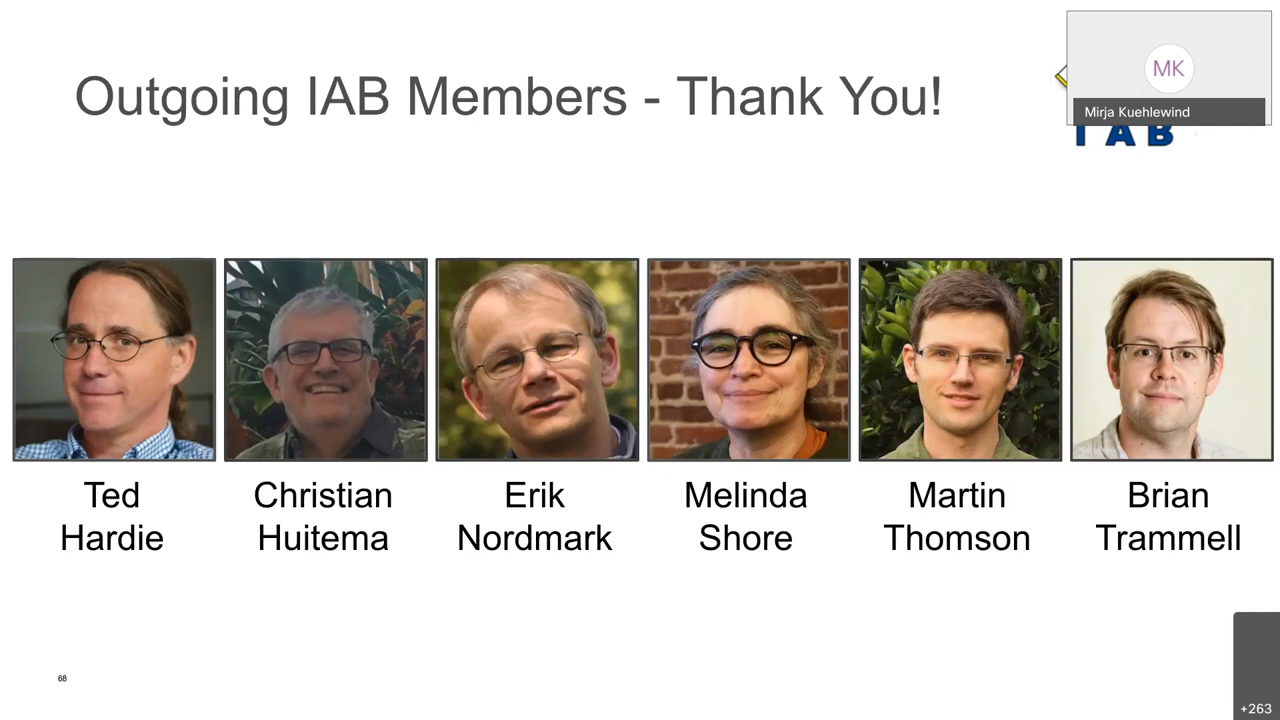 Outgoing IAB Members - Thank You!
MK
Mirja Kuehlewind
IAB
Ted
Hardie
Christian
Huitema
Erik
Nordmark
Melinda
Shore
Martin
Thomson
Brian
Trammell
68
+263